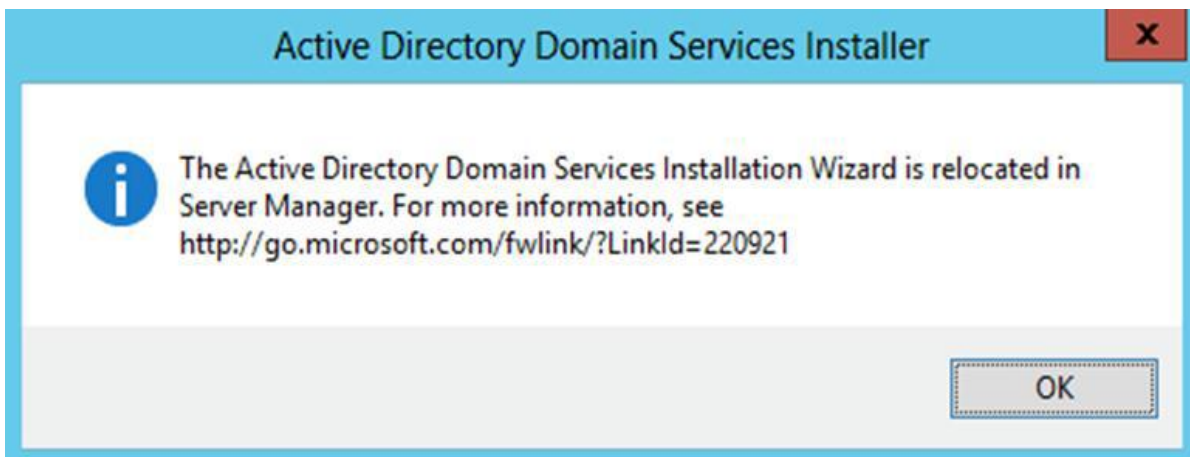 Active Directory Domain Services Installer
x
The Active Directory Domain Services Installation Wizard is relocated in
Server Manager. For more information, see
http://go.microsoft.com/fwlink/?LinkId=220921
OK